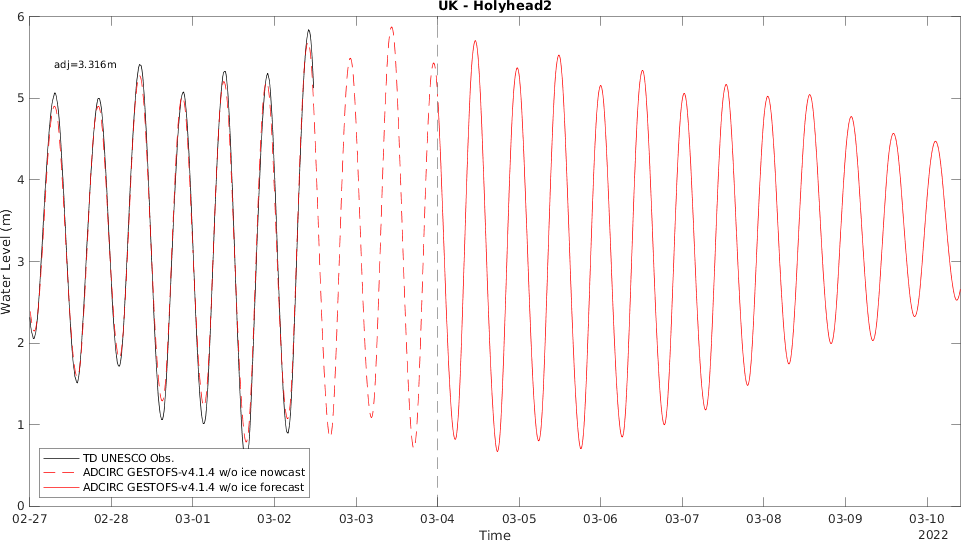 UK - Holyhead2
6
5
4
3
2
1
0
adj=3.316m
Water Level (m)
TD UNESCO Obs.
ADCIRC GESTOFS-v4.1.4 w/o ice nowcast
ADCIRC GESTOFS-v4.1.4 w/o ice forecast
02-27 02-28 03-01 03-02 03-03 03-04 03-05 03-06 03-07 03-08 03-09 03-10
Time
2022